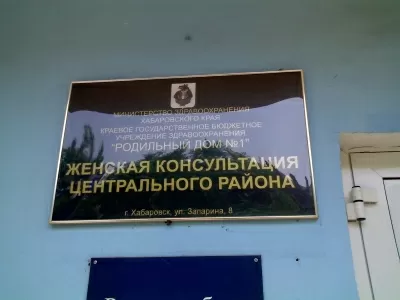 МИНИСТЕРСТВО ЗДРАВООХРАНЕНИЯ
ХАБАРОВСКОГО КРАЯ
КРАЕВОЕ ГОСУДАРСТВЕННОЕ БЮДЖЕТНОЕ
УЧРЕЖДЕНИЕ ЗДРАВООХРАНЕНИЯ
"РОДИЛЬНЫЙ ДОМ №1"
ЖЕНСКАЯ КОНСУЛЬТАЦИЯ
ЦЕНТРАЛЬНОГО РАЙОНА
г. Хабаровск, ул. Запарина, 8